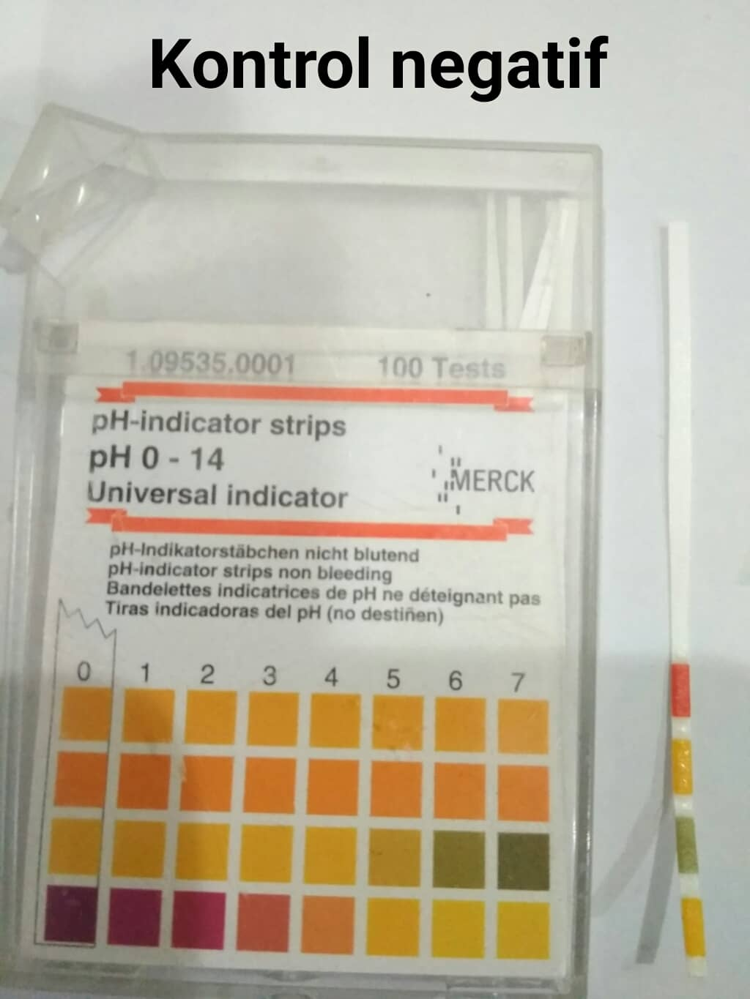 Kontrol negatif
1.09535.0001 100 Tests
pH-indicator strips
pH 0 - 14
Universal indicator
MERCK
pH-Indikatorstäbchen nicht blutend
pH-indicator strips non bleeding
Bandelettes indicatrices de pH ne déteignant pas
Tiras indicadoras del pH (no destiñen)
0 1 2 3 4 5 6 7